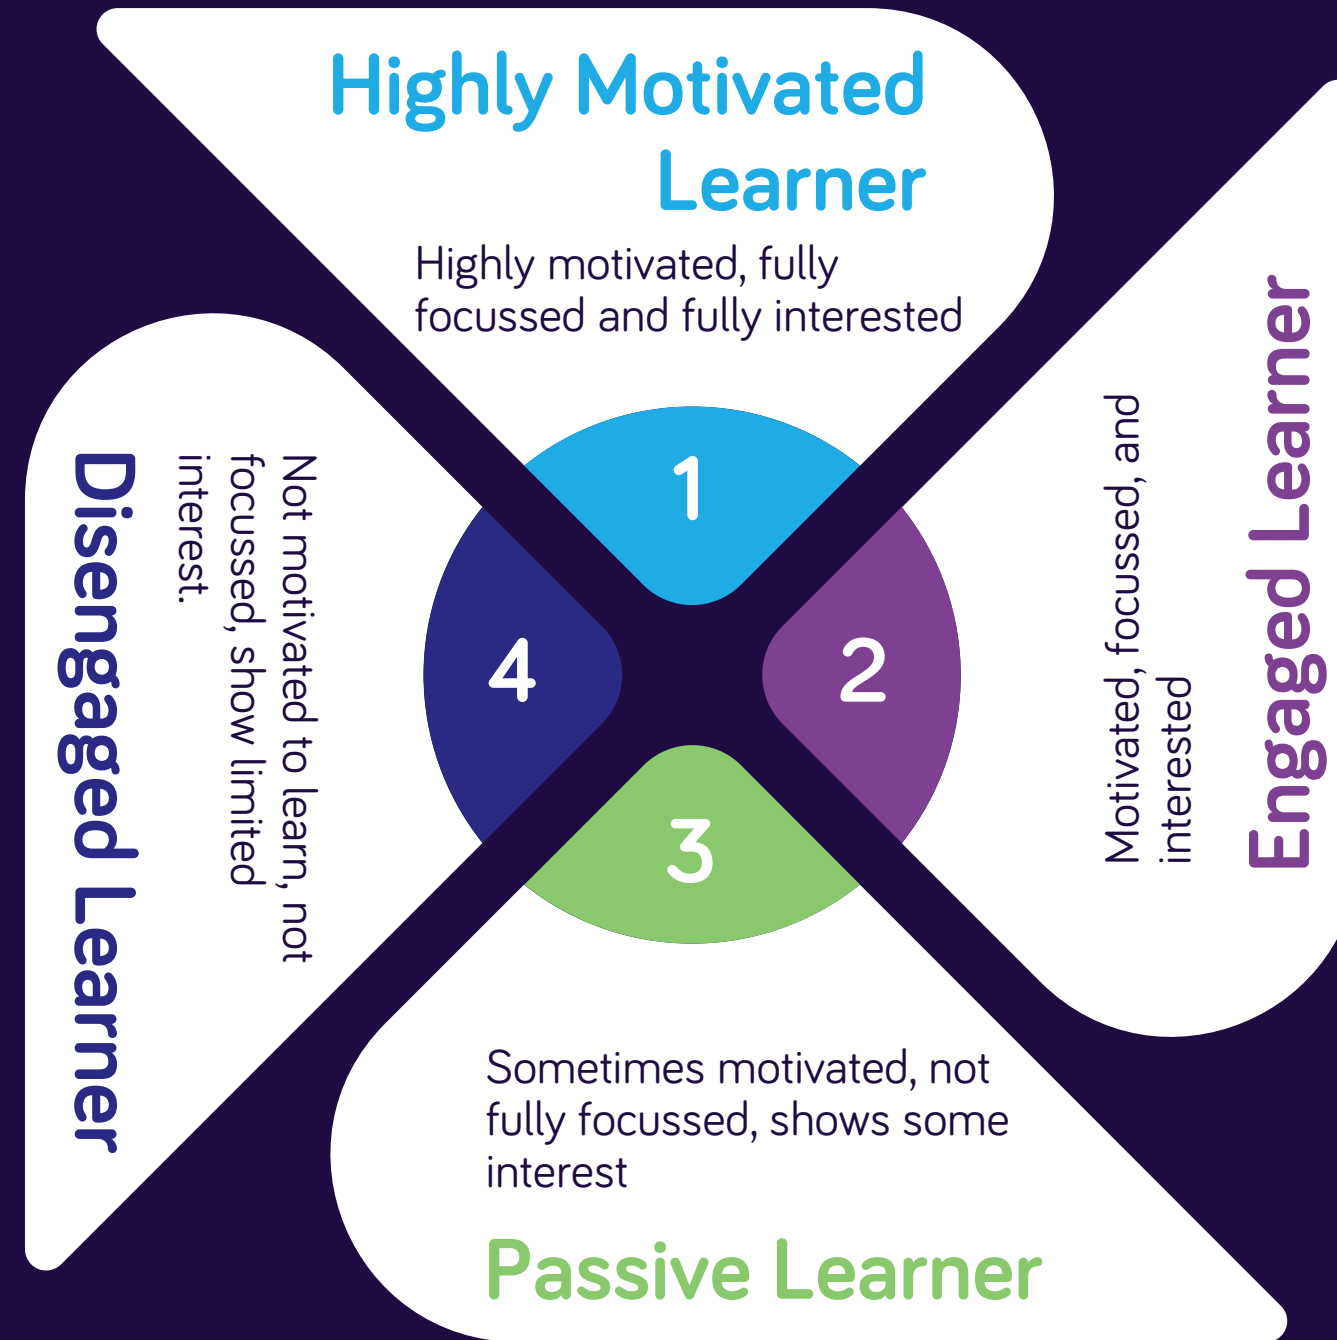 Highly Motivated
Learner
Highly motivated, fully
focussed and fully interested
1
Engaged Learner
Motivated, focussed, and
interested
2
3
Sometimes motivated, not
fully focussed, shows some
interest
Passive Learner
4
Disengaged Learner
Not motivated to learn, not
focussed, show limited
interest.